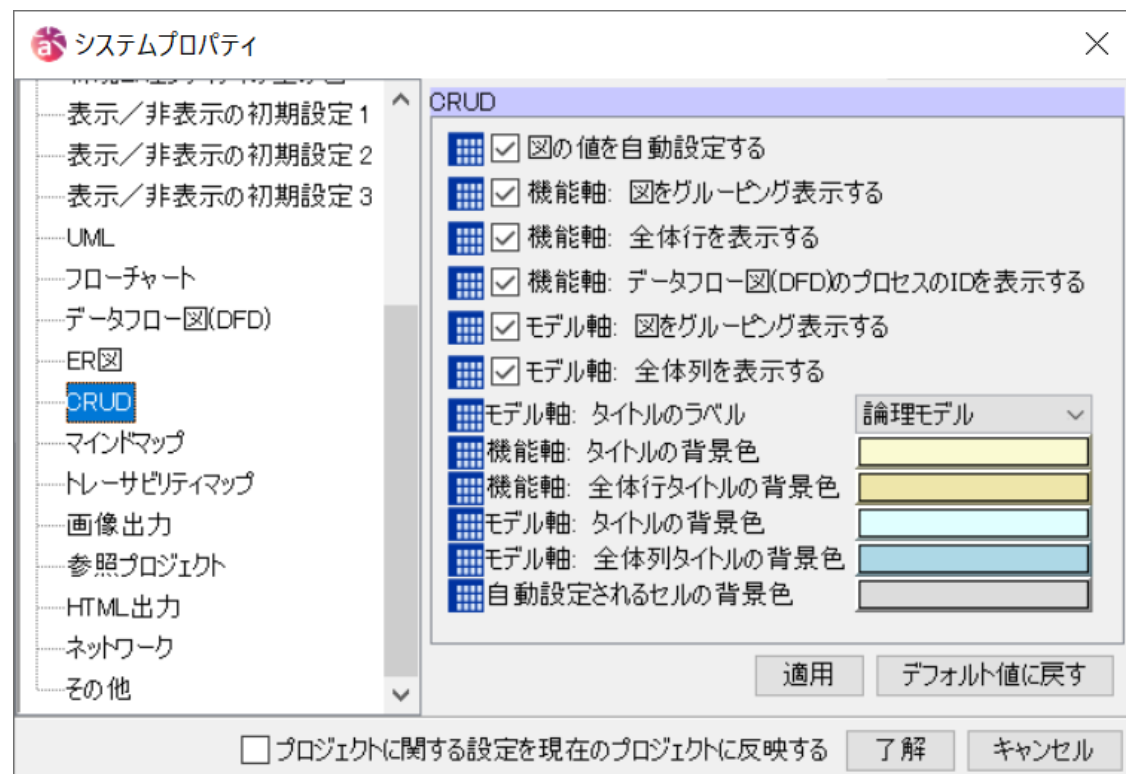 システムプロパティ
表示／非表示の初期設定1
表示／非表示の初期設定2
表示／非表示の初期設定3
UML
フローチャート
データフロー図(DFD)
ER図
CRUD
マインドマップ
トレーサビリティマップ
画像出力
参照プロジェクト
HTML出力
ネットワーク
その他
CRUD
図の値を自動設定する
機能軸: 図をグルーピング表示する
機能軸: 全体行を表示する
機能軸: データフロー図(DFD)のプロセスのIDを表示する
モデル軸: 図をグルーピング表示する
モデル軸: 全体列を表示する
モデル軸: タイトルのラベル 論理モデル
機能軸: タイトルの背景色
機能軸: 全体行タイトルの背景色
モデル軸: タイトルの背景色
モデル軸: 全体列タイトルの背景色
自動設定されるセルの背景色
適用 デフォルト値に戻す
プロジェクトに関する設定を現在のプロジェクトに反映する 了解 キャンセル